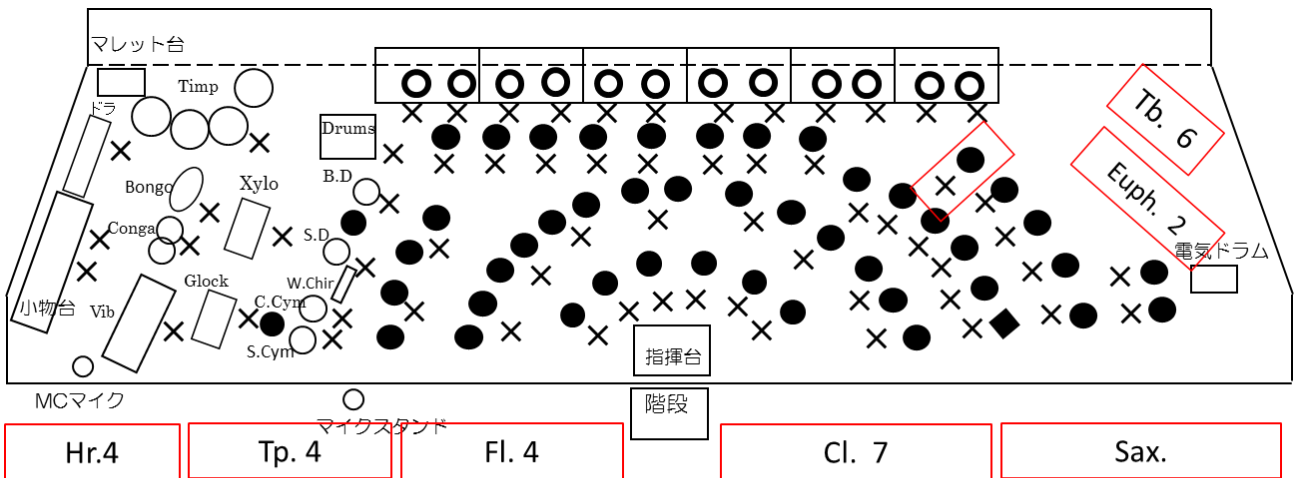 マレット台
Timp
ドラ
Drums
Tb. 6
Bongo
Xylo
B.D
Euph. 2
Conga
S.D
電気ドラム
Glock
W.Chir
小物台
Vib
C.Cym
S.Cym
指揮台
MCマイク
階段
マイクスタンド
Hr.4
Tp. 4
Fl. 4
Cl. 7
Sax.